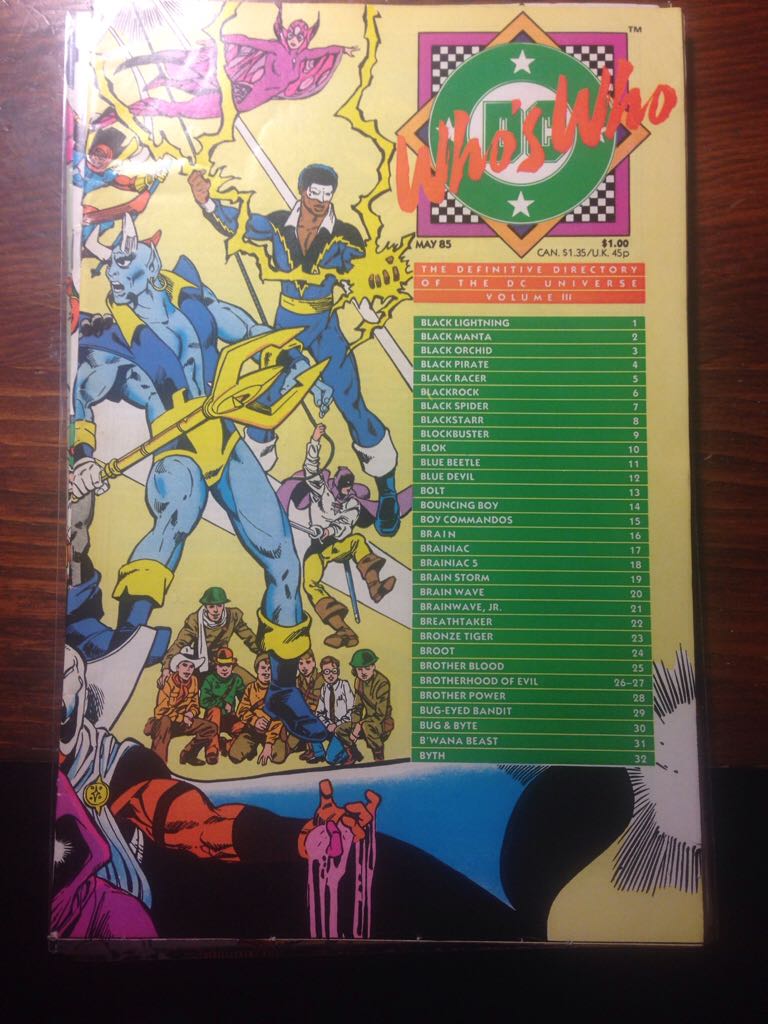 TM
DC
Who's Who
MAY 85
$1.00
CAN. $1.35/U.K. 45p
THE DEFINITIVE DIRECTORY
OF THE DC UNIVERSE
VOLUME III
BLACK LIGHTNING 1
BLACK MANTA 2
BLACK ORCHID 3
BLACK PIRATE 4
BLACK RACER 5
BLACKROCK 6
BLACK SPIDER 7
BLACKSTARR 8
BLOCKBUSTER 9
BLOK 10
BLUE BEETLE 11
BLUE DEVIL 12
BOLT 13
BOUNCING BOY 14
BOY COMMANDOS 15
BRAIN 16
BRAINIAC 17
BRAINIAC 5 18
BRAIN STORM 19
BRAIN WAVE 20
BRAINWAVE, JR. 21
BREATHTAKER 22
BRONZE TIGER 23
BROOT 24
BROTHER BLOOD 25
BROTHERHOOD OF EVIL 26-27
BROTHER POWER 28
BUG-EYED BANDIT 29
BUG & BYTE 30
B'WANA BEAST 31
BYTH 32